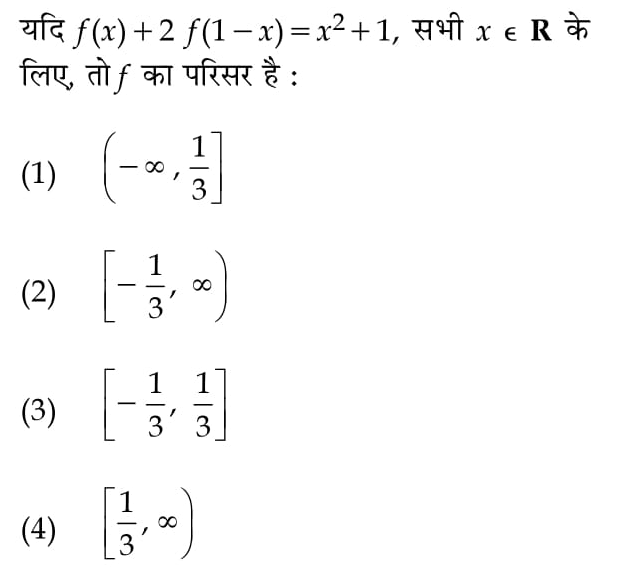 यदि f(x) + 2 f(1 – x) = x² + 1, सभी x ϵ R के
लिए, तो f का परिसर है :
(1) (– ∞, 1/3]
(2) [– 1/3, ∞)
(3) [– 1/3, 1/3]
(4) [1/3, ∞)